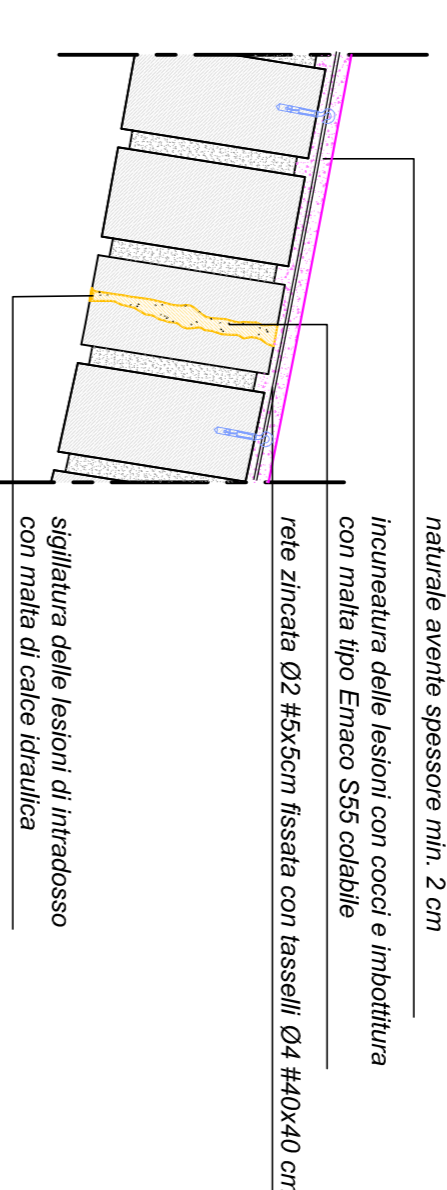 naturale avente spessore min. 2 cm
incuneatura delle lesioni con cocci e imbottitura
con malta tipo Emaco S55 colabile
rete zincata Ø2 #5x5cm fissata con tasselli Ø4 #40x40 cm
sigillatura delle lesioni di intradosso
con malta di calce idraulica